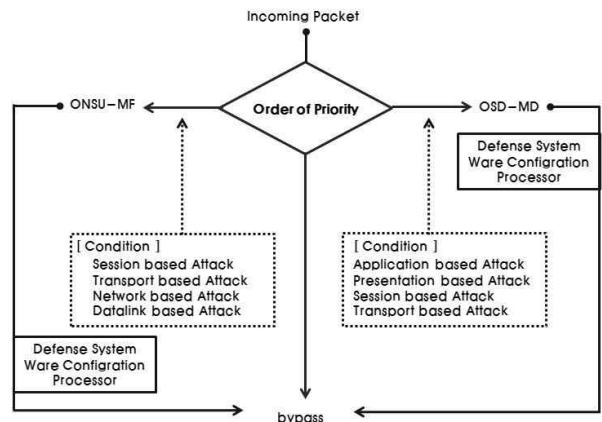 Incoming Packet
ONSU-MF
Order of Priority
OSD-MD
Defense System
Ware Configration
Processor
[ Condition ]
Session based Attack
Transport based Attack
Network based Attack
Datalink based Attack
[ Condition ]
Application based Attack
Presentation based Attack
Session based Attack
Transport based Attack
Defense System
Ware Configration
Processor
bypass